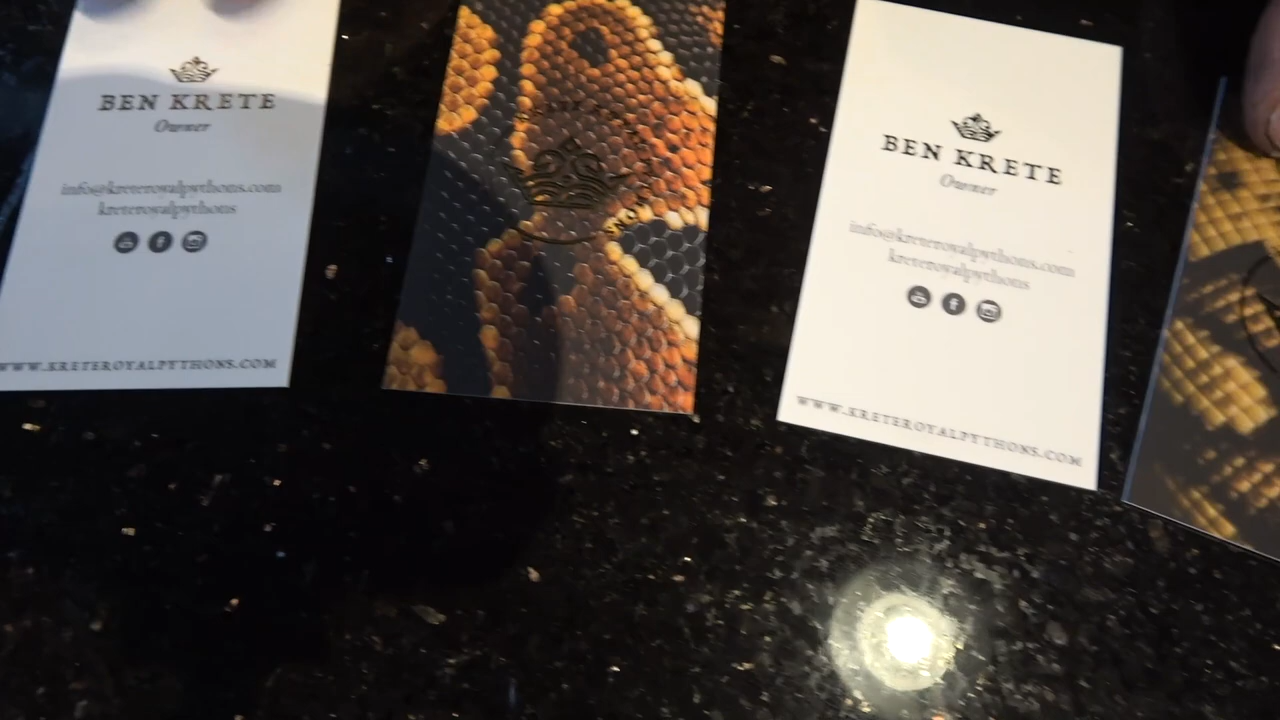 BEN KRETE
Owner
info@kreteroyalpythons.com
kreteroyalpythons
WWW.KRETEROYALPYTHONS.COM
BEN KRETE
Owner
info@kreteroyalpythons.com
kreteroyalpythons
WWW.KRETEROYALPYTHONS.COM